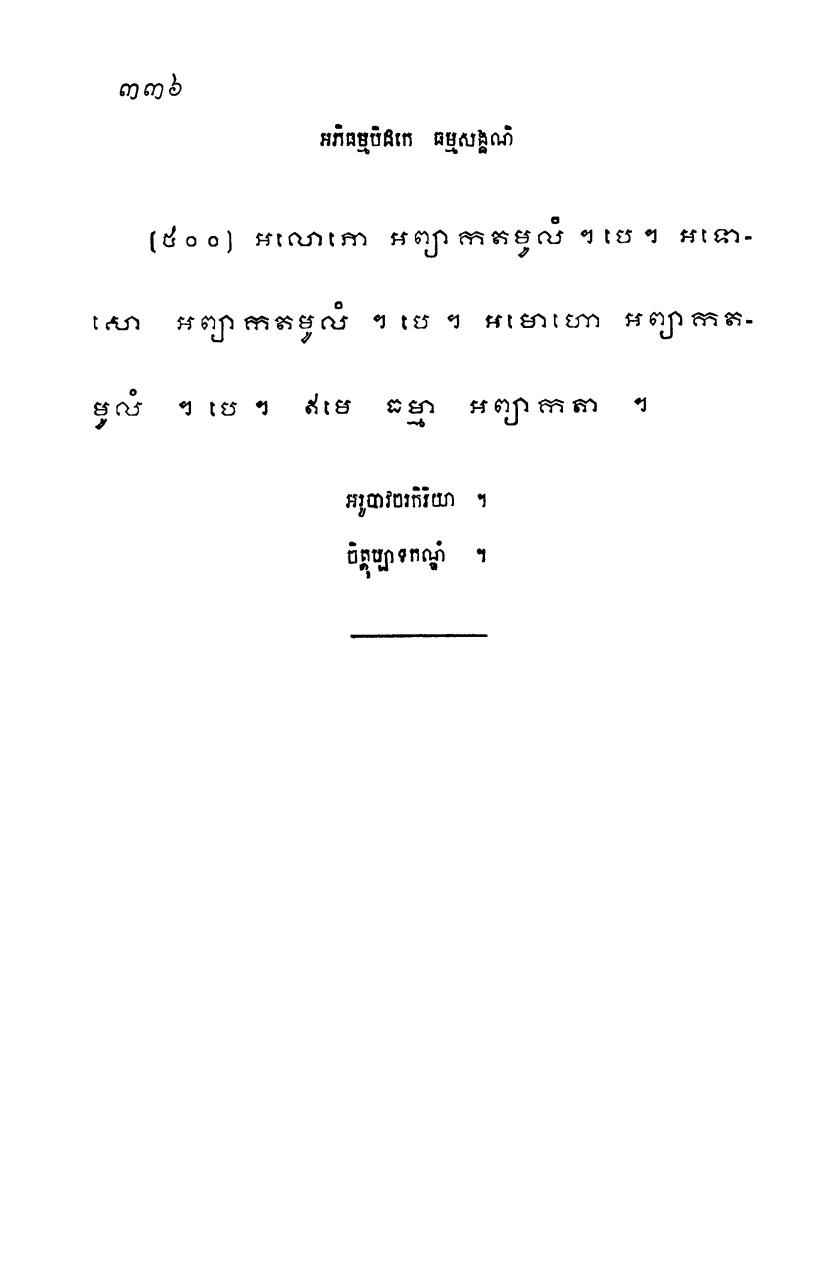 ៣៣៦
អភិធម្មបិដកេ ធម្មសង្គណិ
(៥០០) អលោភោ អព្យាកតមូលំ ។ បេ ។ អទោ-
សោ អព្យាកតមូលំ ។ បេ ។ អមោហោ អព្យាកត-
មូលំ ។ បេ ។ ឥមេ ធម្មា អព្យាកតា ។
អរូបាវចរកិរិយា ។
ចិត្តុប្បាទកណ្ឌំ ។